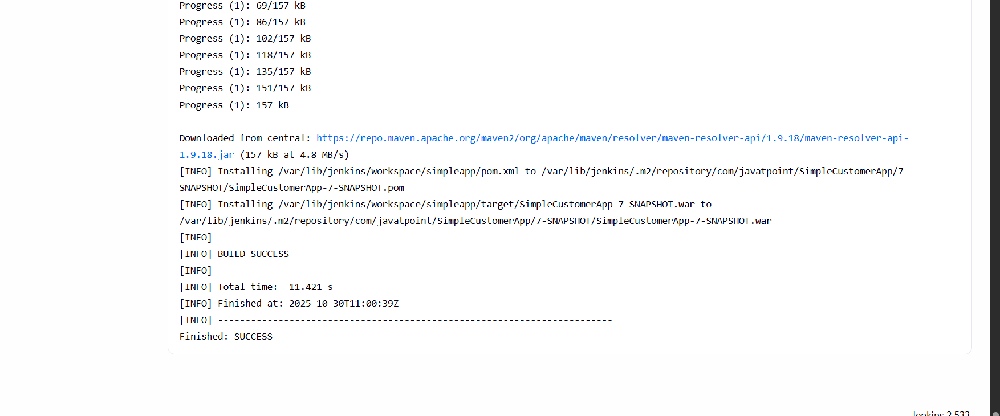 Progress (1): 69/157 kB
Progress (1): 86/157 kB
Progress (1): 102/157 kB
Progress (1): 118/157 kB
Progress (1): 135/157 kB
Progress (1): 151/157 kB
Progress (1): 157 kB
Downloaded from central: https://repo.maven.apache.org/maven2/org/apache/maven/resolver/maven-resolver-api/1.9.18/maven-resolver-api-
1.9.18.jar (157 kB at 4.8 MB/s)
[INFO] Installing /var/lib/jenkins/workspace/simpleapp/pom.xml to /var/lib/jenkins/.m2/repository/com/javatpoint/SimpleCustomerApp/7-
SNAPSHOT/SimpleCustomerApp-7-SNAPSHOT.pom
[INFO] Installing /var/lib/jenkins/workspace/simpleapp/target/SimpleCustomerApp-7-SNAPSHOT.war to
/var/lib/jenkins/.m2/repository/com/javatpoint/SimpleCustomerApp/7-SNAPSHOT/SimpleCustomerApp-7-SNAPSHOT.war
[INFO] ------------------------------------------------------------------------
[INFO] BUILD SUCCESS
[INFO] ------------------------------------------------------------------------
[INFO] Total time:  11.421 s
[INFO] Finished at: 2025-10-30T11:00:39Z
[INFO] ------------------------------------------------------------------------
Finished: SUCCESS
Jenkins 2.533